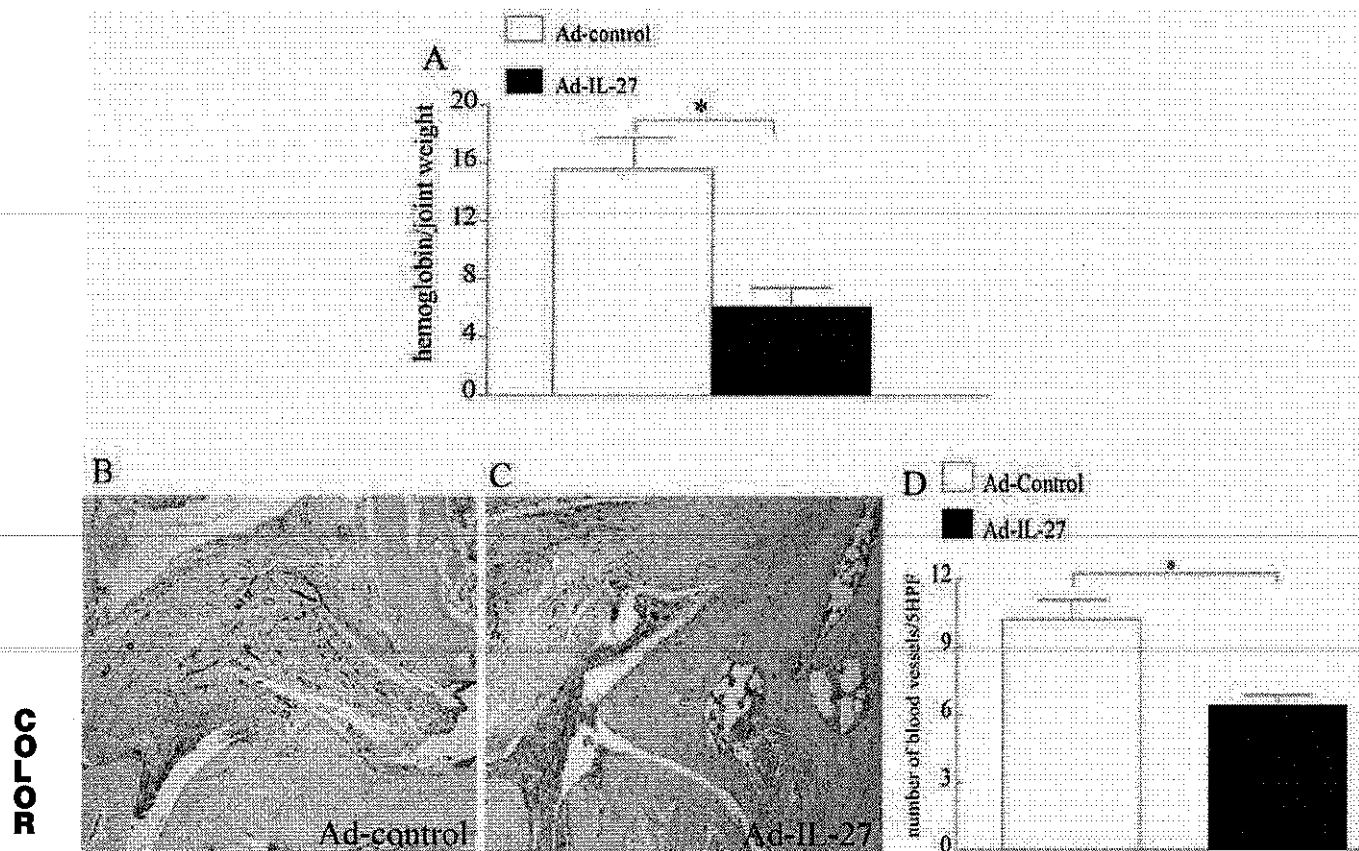 Ad-control
A
Ad-IL-27
*
hemoglobin/joint weight
20
16
12
8
4
0
B
C
D
Ad-Control
Ad-IL-27
*
number of blood vessels/5HPF
12
9
6
3
0
Ad-control
Ad-IL-27
COLOR